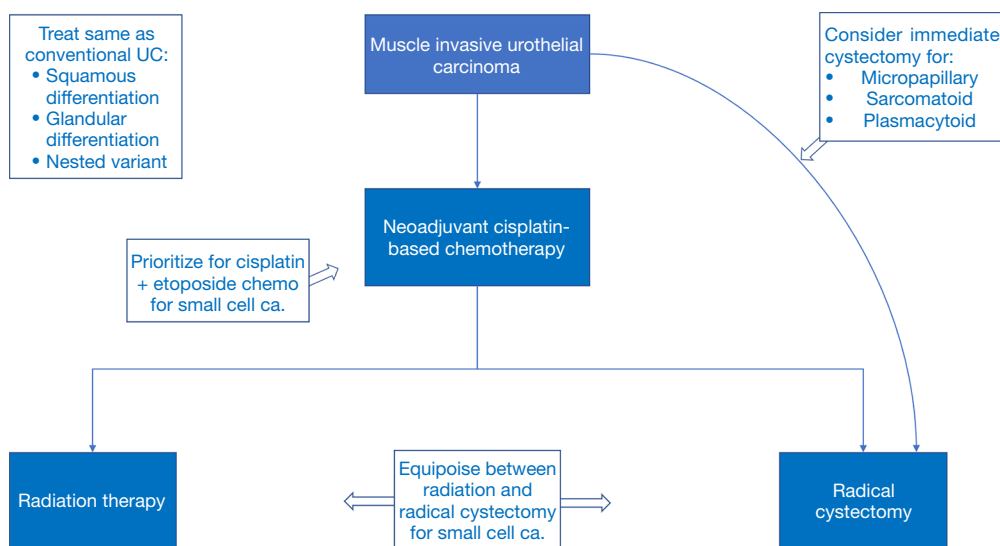 Treat same as
conventional UC:
• Squamous
differentiation
• Glandular
differentiation
• Nested variant
Muscle invasive urothelial
carcinoma
Consider immediate
cystectomy for:
• Micropapillary
• Sarcomatoid
• Plasmacytoid
Neoadjuvant cisplatin-
based chemotherapy
Prioritize for cisplatin
+ etoposide chemo
for small cell ca.
Radiation therapy
Equipoise between
radiation and
radical cystectomy
for small cell ca.
Radical
cystectomy